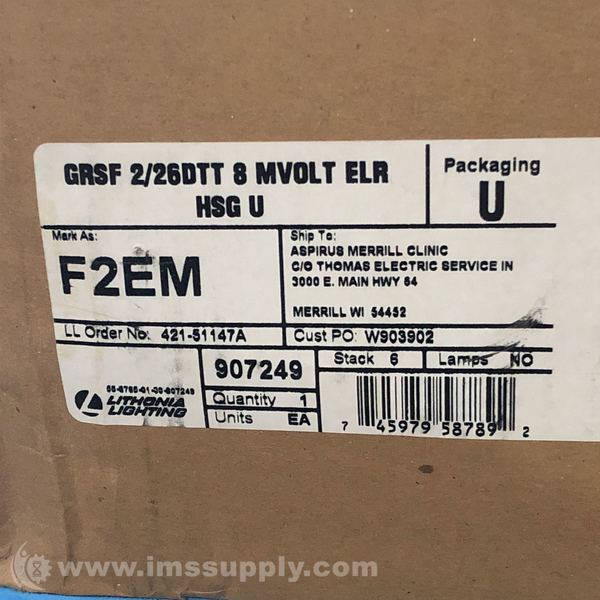 GRSF 2/26DTT 8 MVOLT ELR
HSG U
Packaging
U
Mark As:
F2EM
Ship To:
ASPIRUS MERRILL CLINIC
C/O THOMAS ELECTRIC SERVICE IN
3000 E. MAIN HWY 64
MERRILL WI 54452
LL Order No: 421-51147A
Cust PO: W903902
907249
Stack 6
Lamps NO
LITHONIA
LIGHTING
Quantity 1
Units EA
7 45979 58789 2
www.imssupply.com